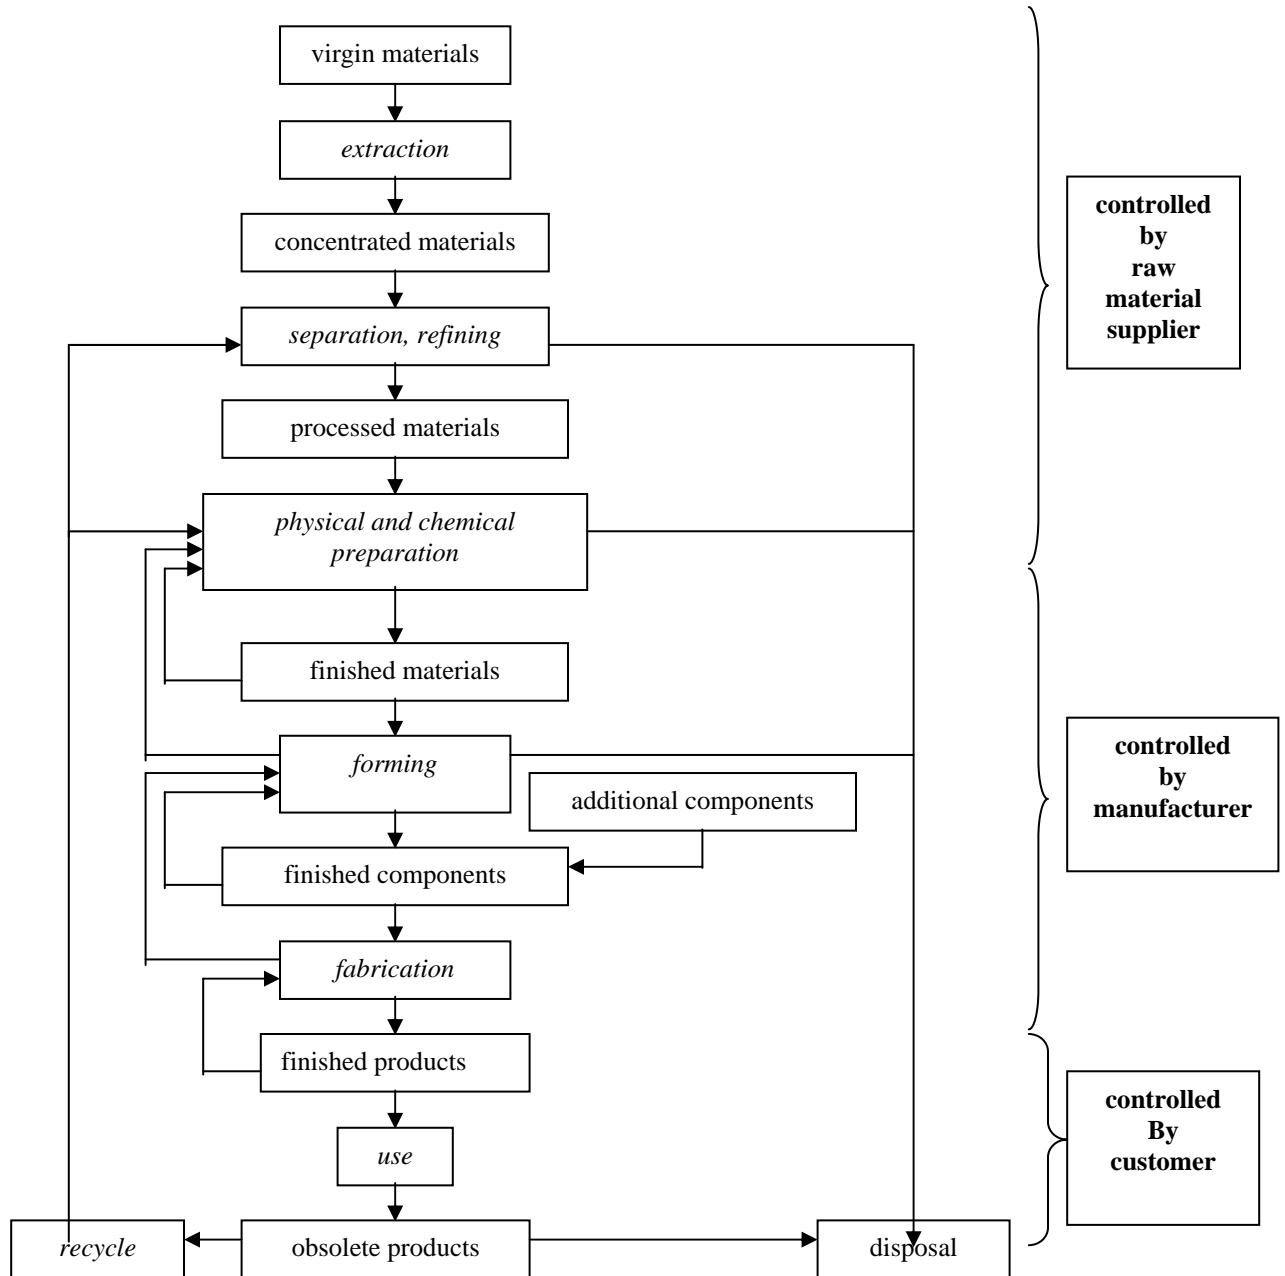 virgin materials
extraction
concentrated materials
controlled
by
raw
material
supplier
separation, refining
processed materials
physical and chemical
preparation
finished materials
forming
additional components
controlled
by
manufacturer
finished components
fabrication
finished products
controlled
By
customer
use
recycle
obsolete products
disposal